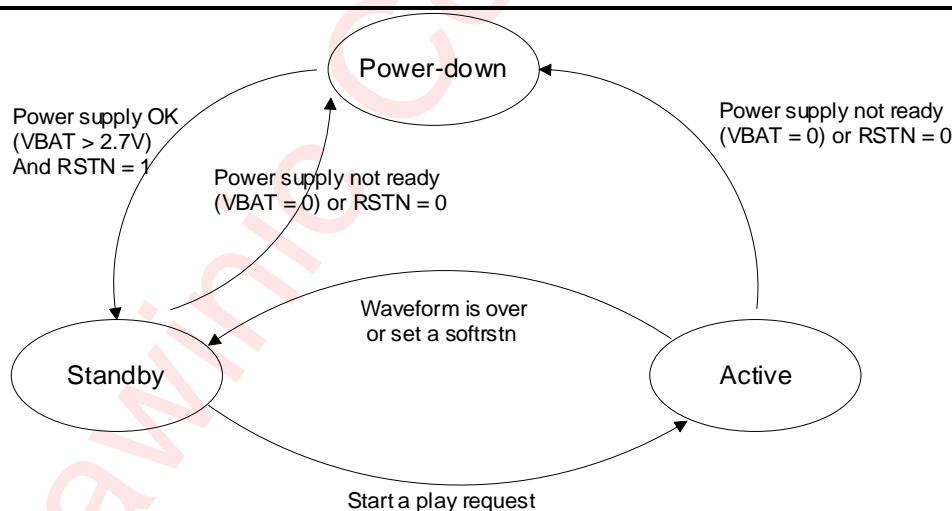 Power-down
Power supply OK
(VBAT > 2.7V)
And RSTN = 1
Power supply not ready
(VBAT = 0) or RSTN = 0
Power supply not ready
(VBAT = 0) or RSTN = 0
Waveform is over
or set a softrstn
Standby
Active
Start a play request